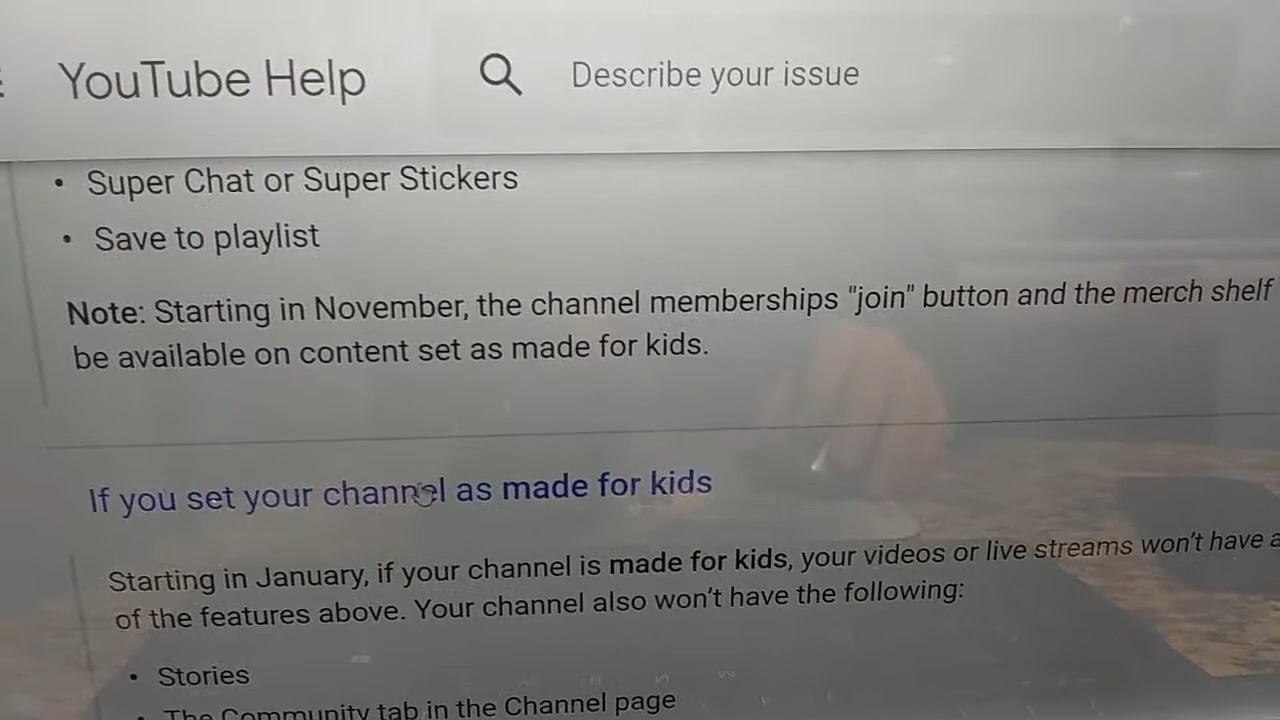 YouTube Help
Describe your issue
• Super Chat or Super Stickers
• Save to playlist
Note: Starting in November, the channel memberships "join" button and the merch shelf
be available on content set as made for kids.
If you set your channel as made for kids
Starting in January, if your channel is made for kids, your videos or live streams won't have a
of the features above. Your channel also won't have the following:
• Stories
• The Community tab in the Channel page